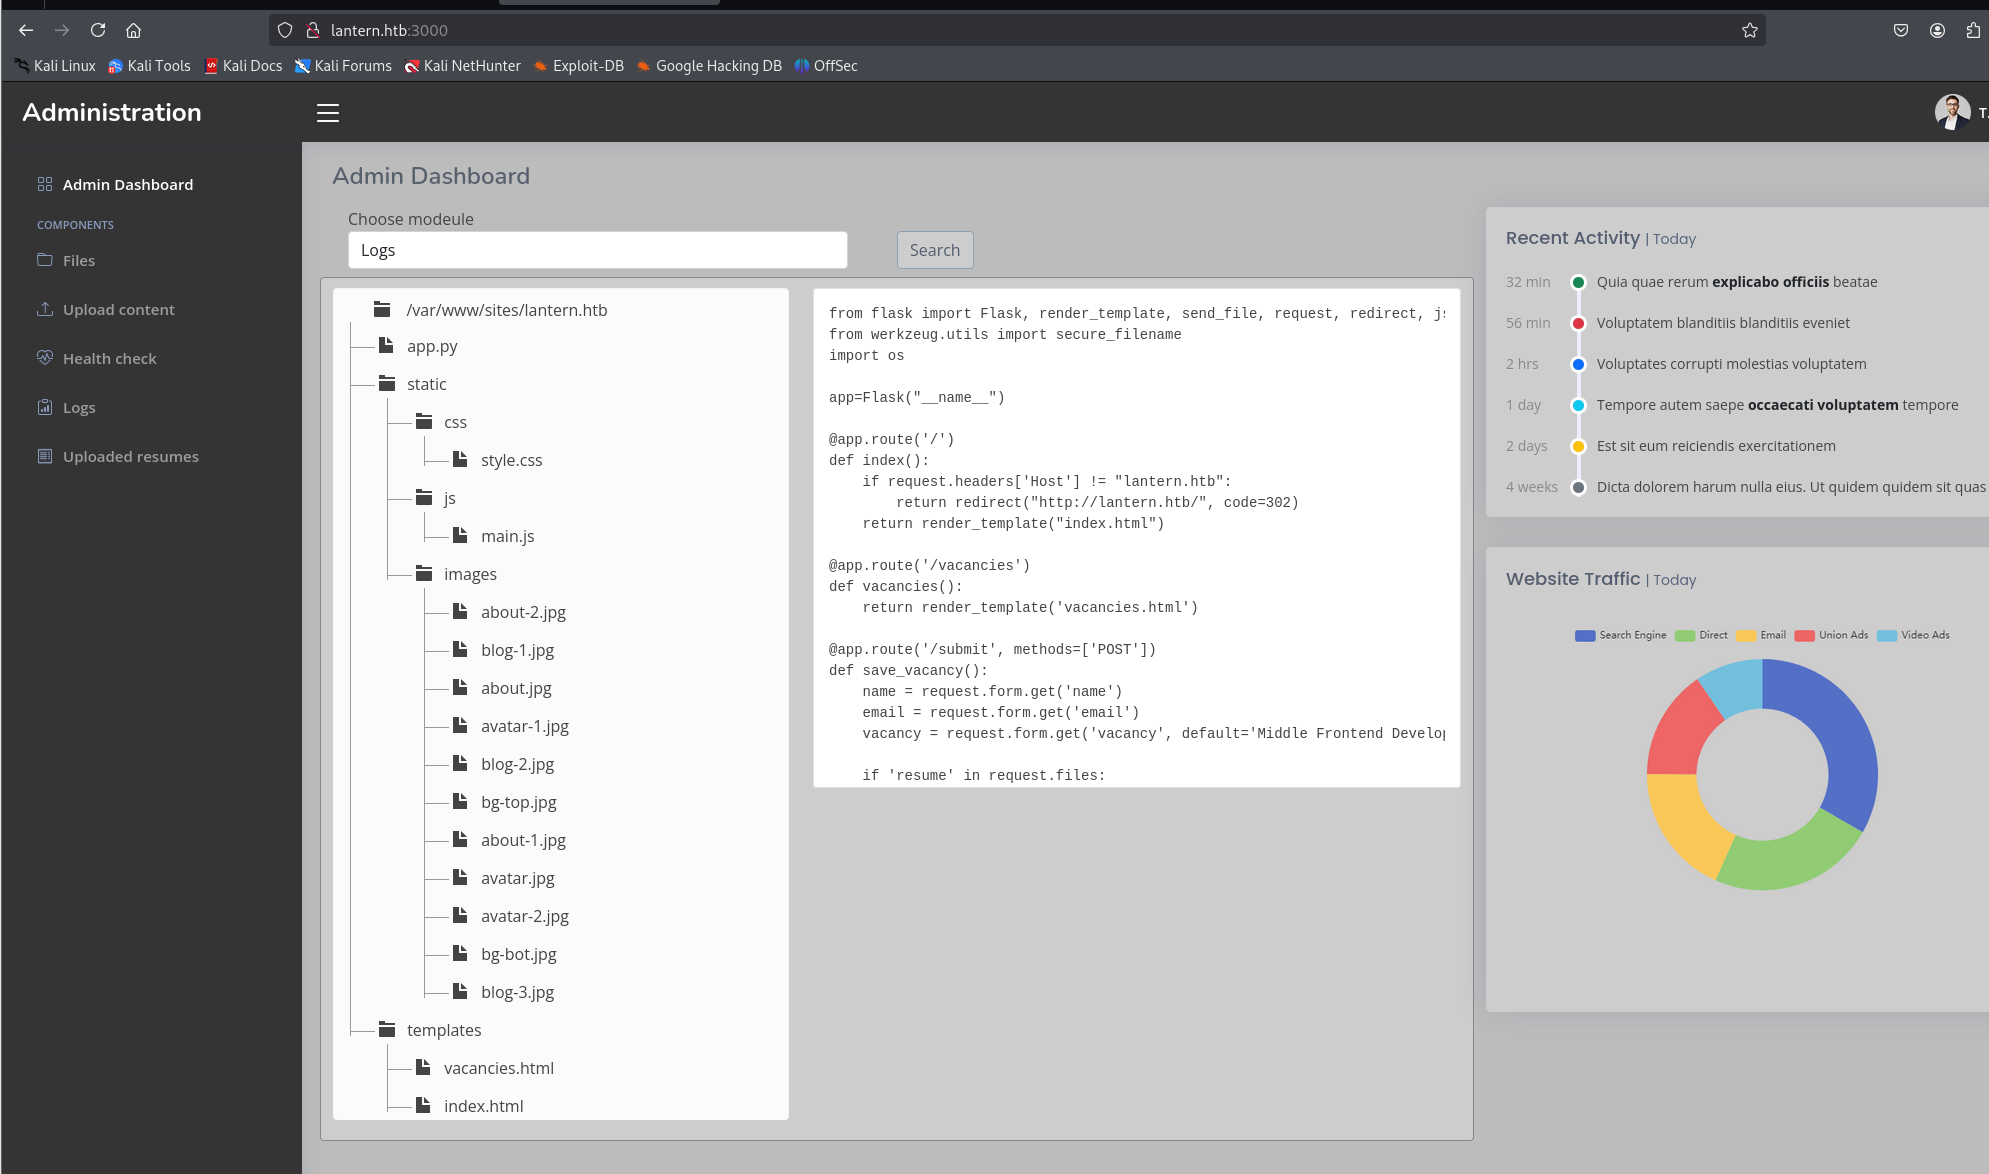 lantern.htb:3000
Kali Linux Kali Tools Kali Docs Kali Forums Kali NetHunter Exploit-DB Google Hacking DB OffSec
Administration
T.
Admin Dashboard
COMPONENTS
Files
Upload content
Health check
Logs
Uploaded resumes
Admin Dashboard
Choose modeule
Logs
Search
/var/www/sites/lantern.htb
app.py
static
css
style.css
js
main.js
images
about-2.jpg
blog-1.jpg
about.jpg
avatar-1.jpg
blog-2.jpg
bg-top.jpg
about-1.jpg
avatar.jpg
avatar-2.jpg
bg-bot.jpg
blog-3.jpg
templates
vacancies.html
index.html
from flask import Flask, render_template, send_file, request, redirect, js
from werkzeug.utils import secure_filename
import os
app=Flask("__name__")
@app.route('/')
def index():
    if request.headers['Host'] != "lantern.htb":
        return redirect("http://lantern.htb/", code=302)
    return render_template("index.html")
@app.route('/vacancies')
def vacancies():
    return render_template('vacancies.html')
@app.route('/submit', methods=['POST'])
def save_vacancy():
    name = request.form.get('name')
    email = request.form.get('email')
    vacancy = request.form.get('vacancy', default='Middle Frontend Develop
    if 'resume' in request.files:
Recent Activity | Today
32 min Quia quae rerum explicabo officiis beatae
56 min Voluptatem blanditiis blanditiis eveniet
2 hrs Voluptates corrupti molestias voluptatem
1 day Tempore autem saepe occaecati voluptatem tempore
2 days Est sit eum reiciendis exercitationem
4 weeks Dicta dolorem harum nulla eius. Ut quidem quidem sit quas
Website Traffic | Today
Search Engine Direct Email Union Ads Video Ads